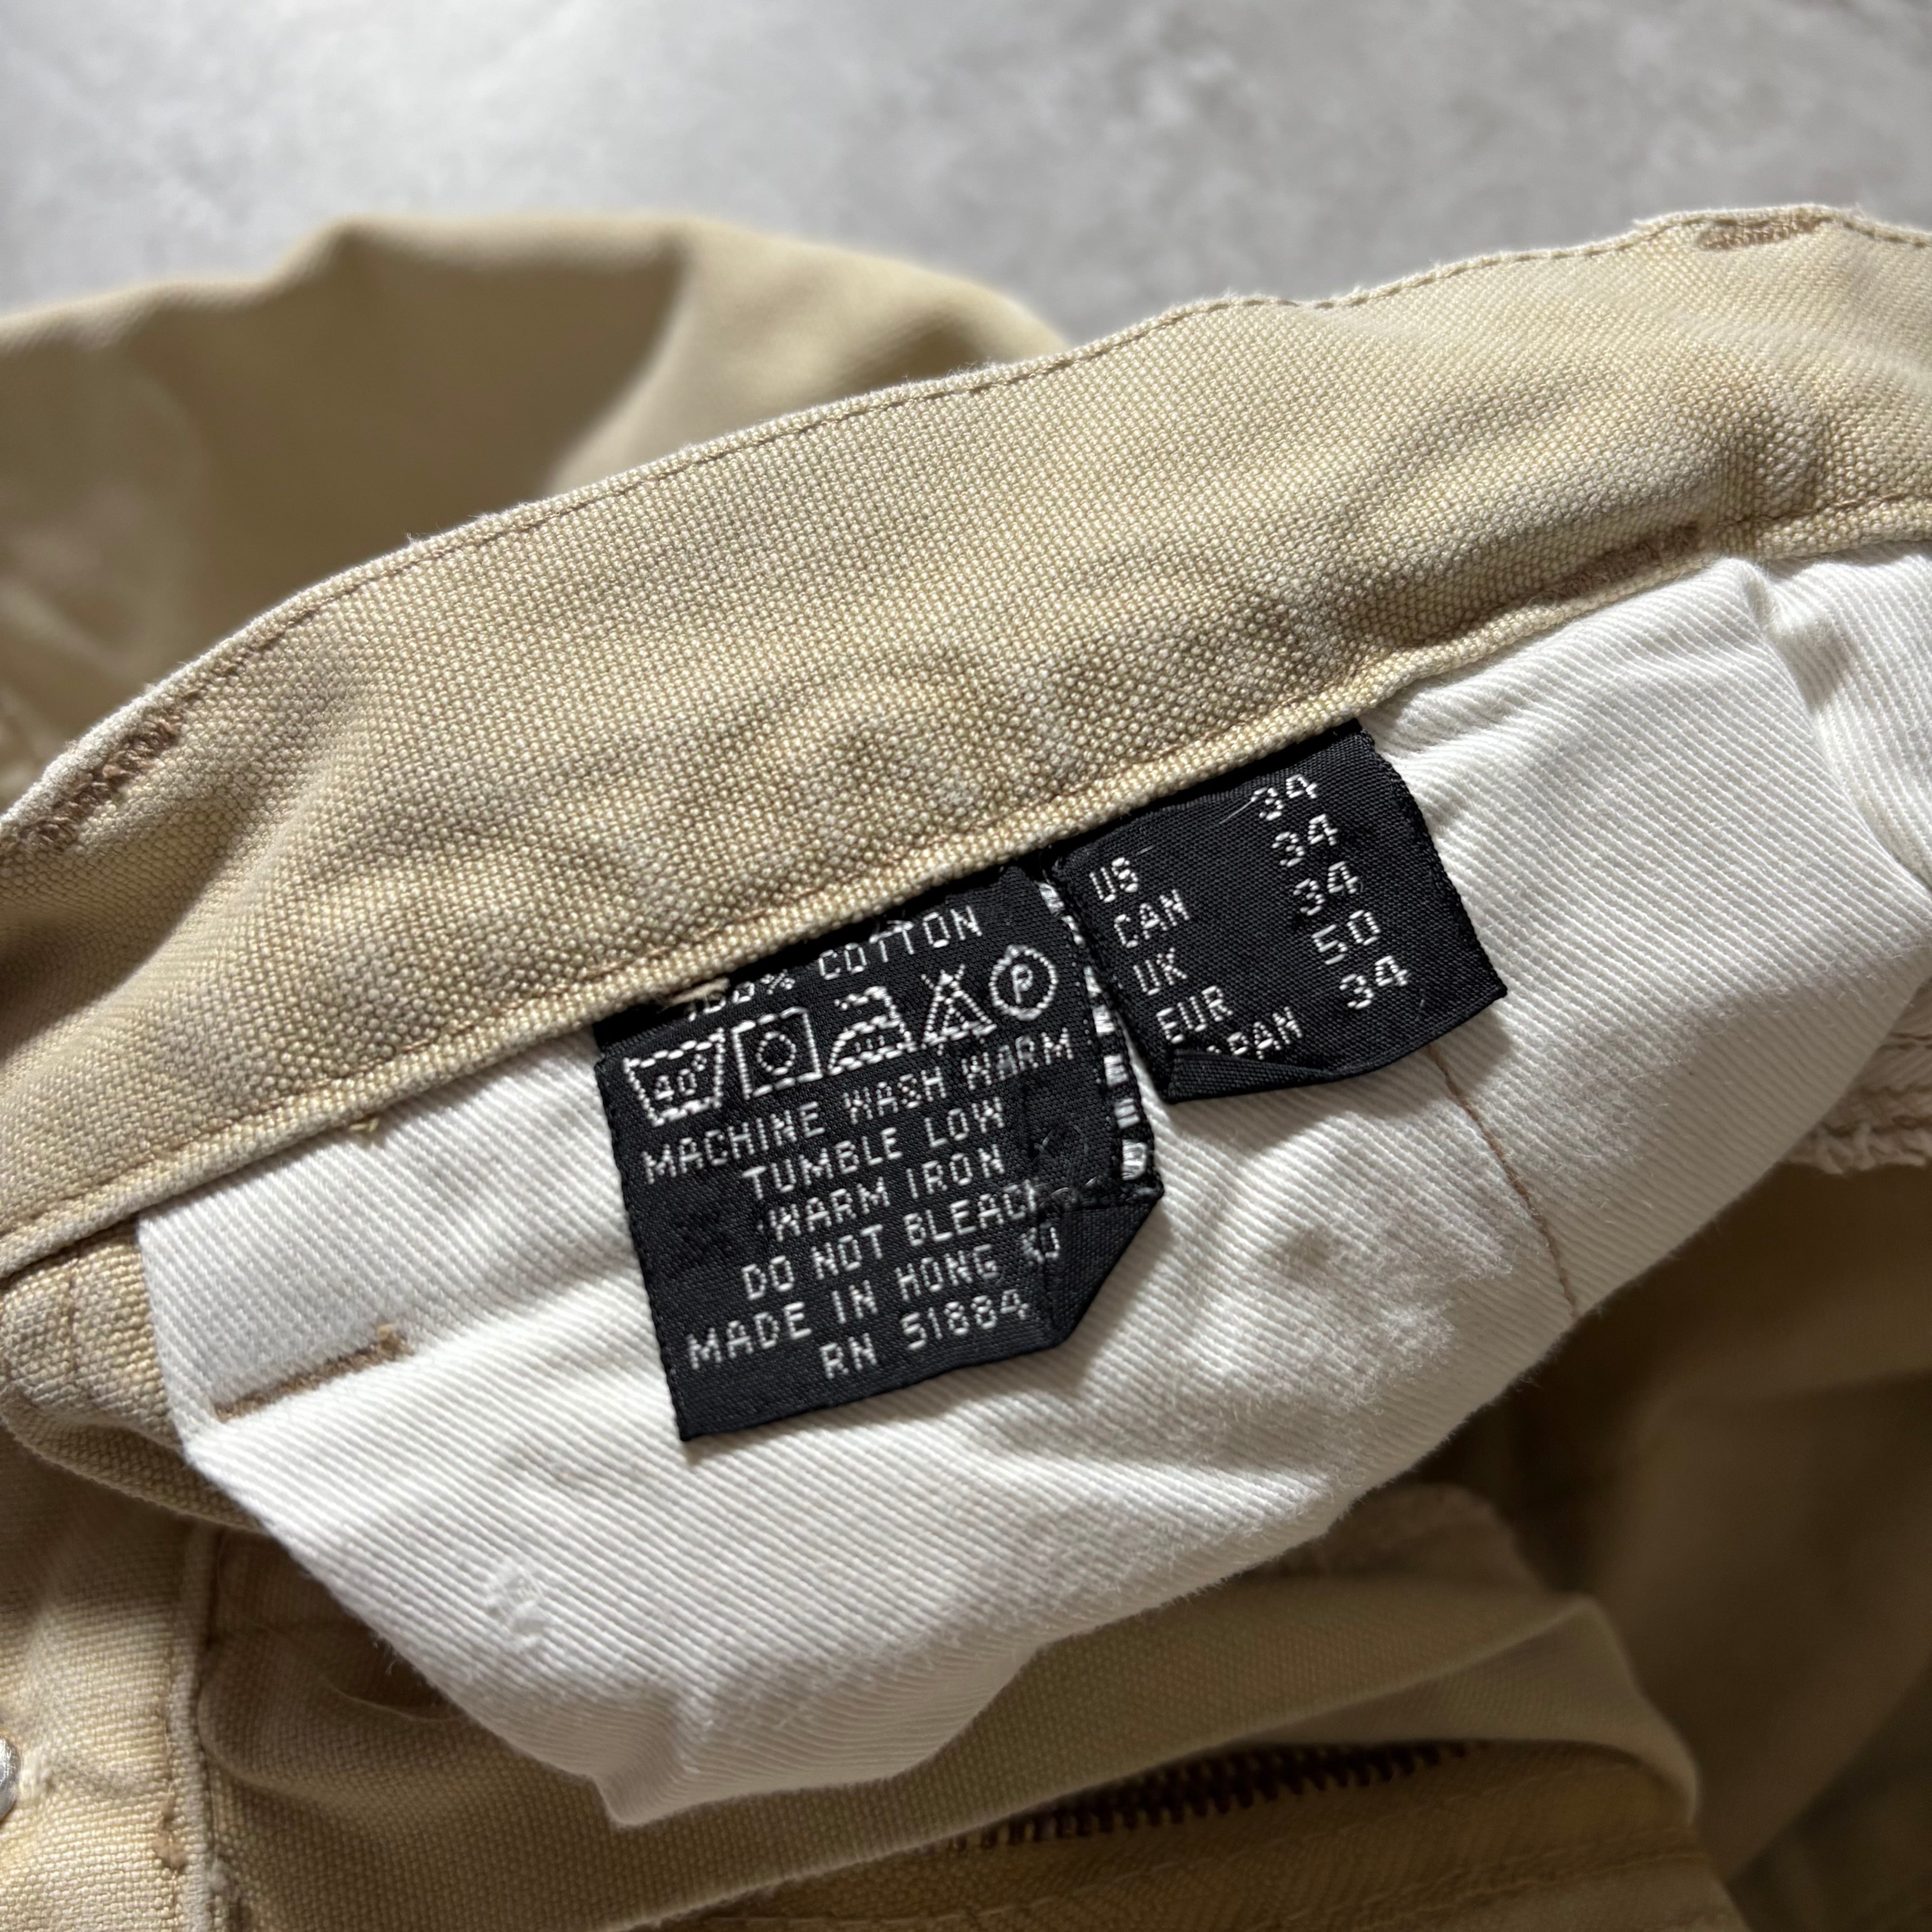 100% COTTON
40°
P
MACHINE WASH WARM
TUMBLE LOW
WARM IRON
DO NOT BLEACH
MADE IN HONG
RN 51884
US 34
CAN 34
UK 34
EUR 50
34